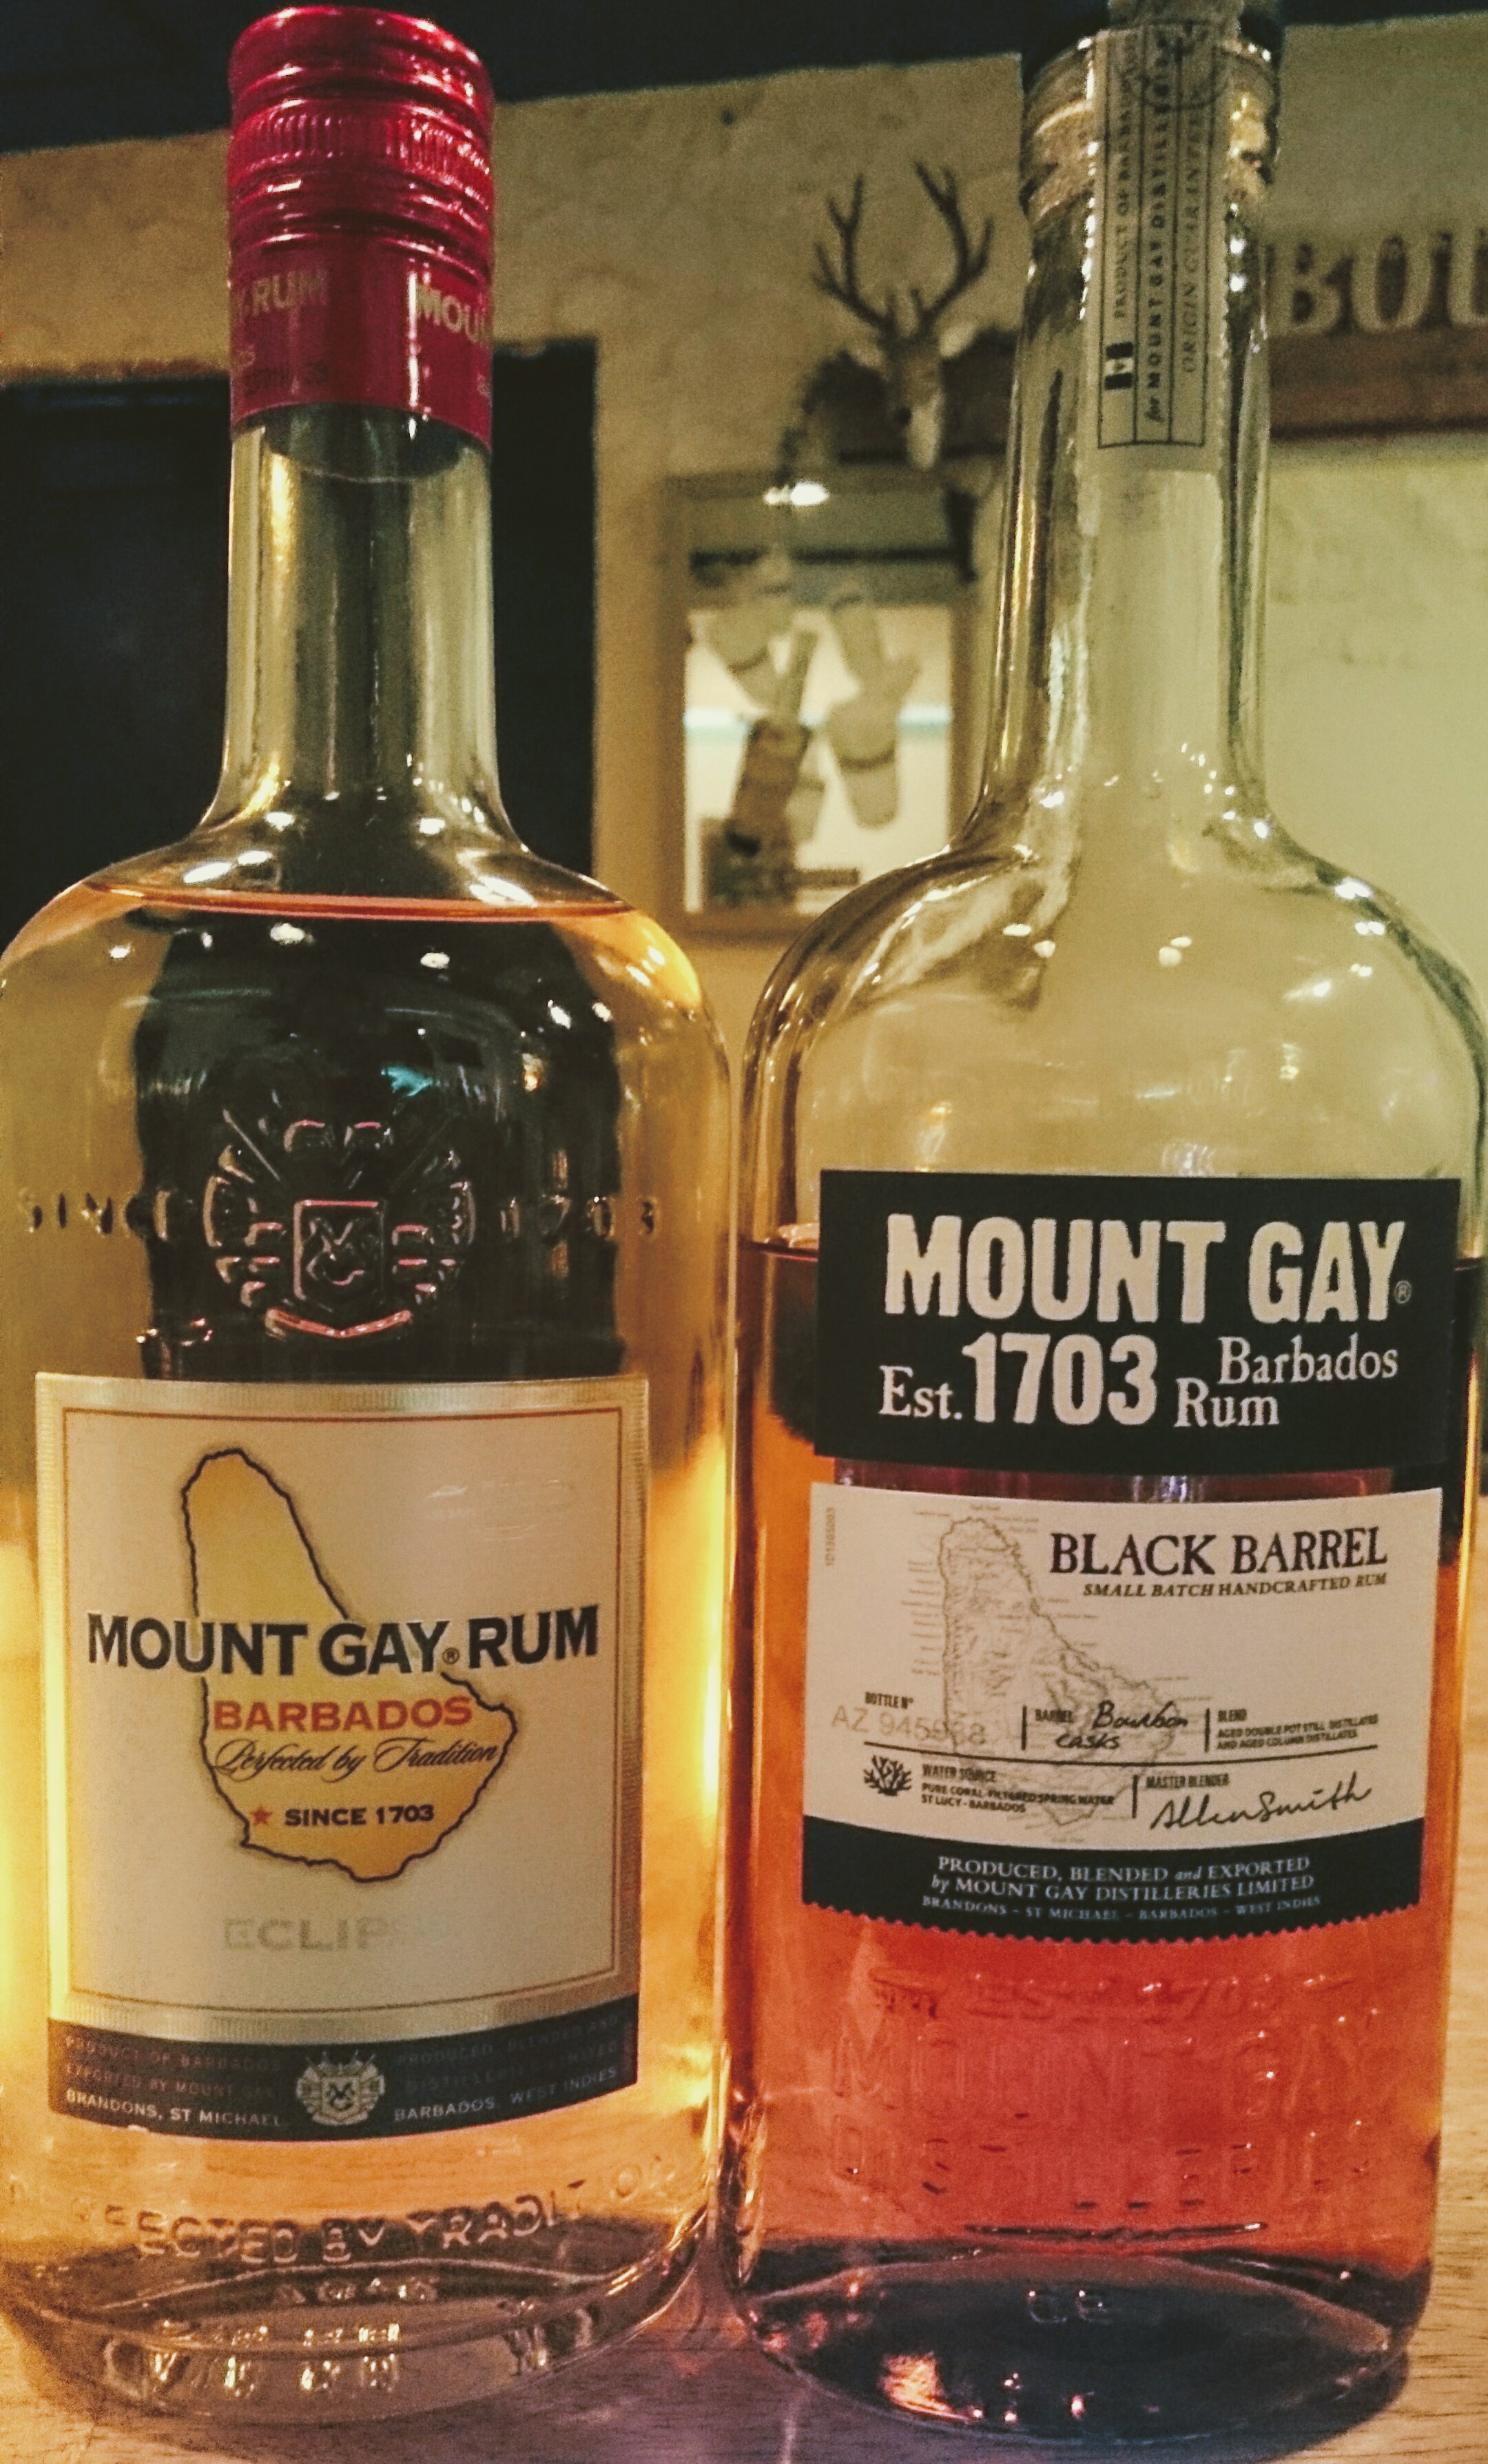 RUM
MOU
SINCE 1703
MOUNT GAY® RUM
BARBADOS
Perfected by Tradition
★ SINCE 1703
ECLIP
PRODUCT OF BARBADOS
EXPORTED BY MOUNT GAY
BRANDONS, ST MICHAEL
PRODUCED, BLENDED AND
DISTILLERIES LIMITED
BARBADOS, WEST INDIES
ECTED BY TRADITIO
PRODUCT OF BARBADOS
for MOUNT GAY DISTILLERIES
ORIGIN GUARANTEED
BOU
MOUNT GAY®
Est. 1703 Barbados
Rum
BLACK BARREL
SMALL BATCH HANDCRAFTED RUM
BOTTLE N°
BARREL Bourbon
casks
BLEND
AGED DOUBLE POT STILL DISTILLATES
AND AGED COLUMN DISTILLATES
WATER SOURCE
PURE CORAL-FILTERED SPRING WATER
ST LUCY - BARBADOS
MASTER BLENDER
Allen Smith
PRODUCED, BLENDED and EXPORTED
by MOUNT GAY DISTILLERIES LIMITED
BRANDONS - ST MICHAEL - BARBADOS - WEST INDIES
EST 1703
MOUNT GAY
DISTILLERIE